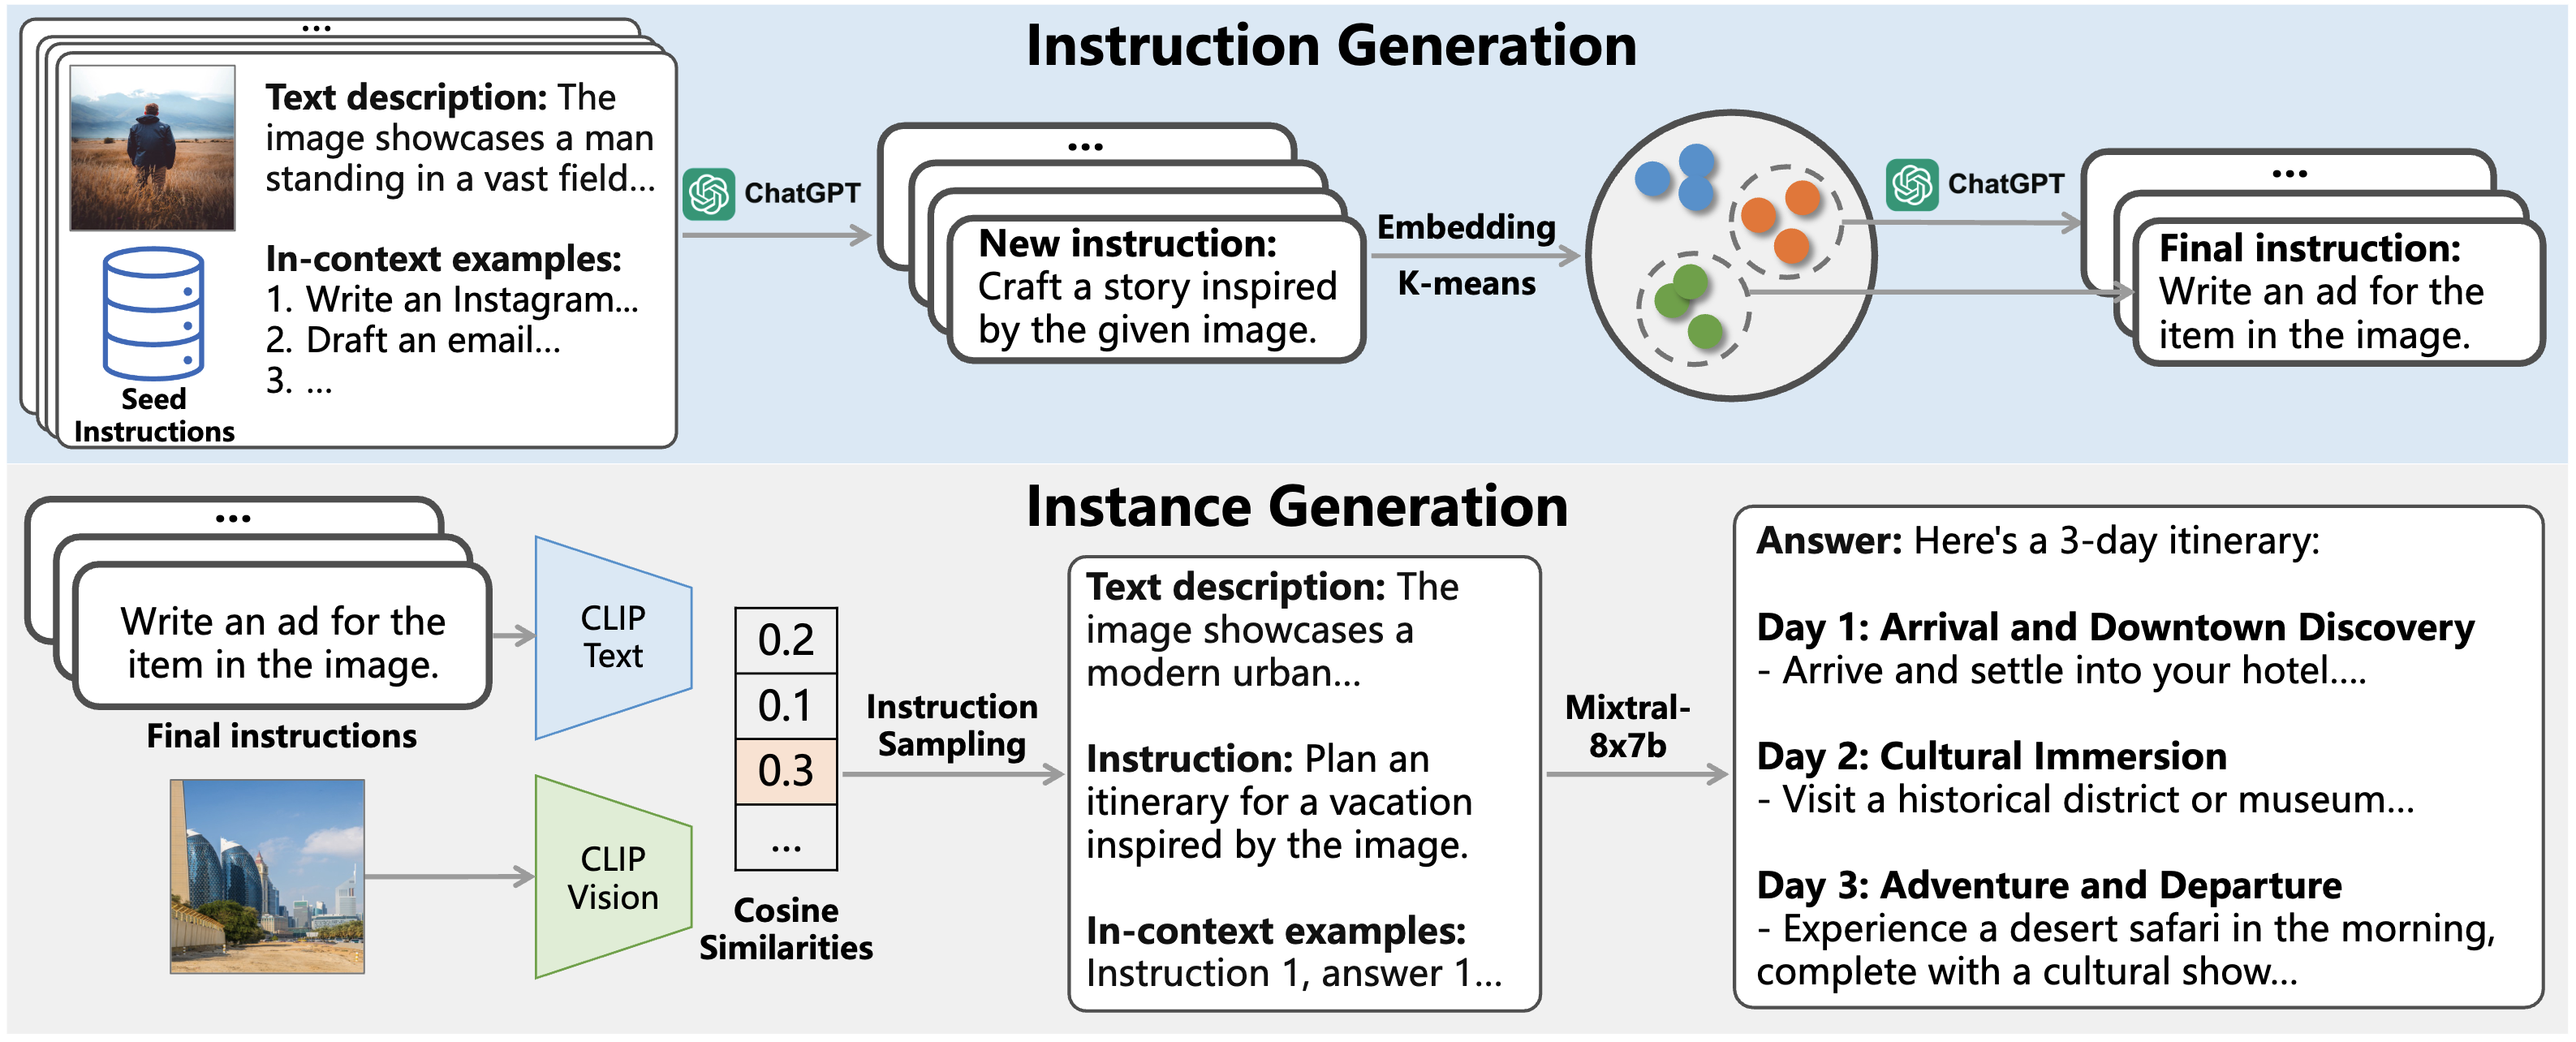 Instruction Generation
...
Text description: The
image showcases a man
standing in a vast field...
In-context examples:
1. Write an Instagram...
2. Draft an email...
3. ...
Seed
Instructions
ChatGPT
...
New instruction:
Craft a story inspired
by the given image.
Embedding
K-means
ChatGPT
...
Final instruction:
Write an ad for the
item in the image.
Instance Generation
...
Write an ad for the
item in the image.
Final instructions
CLIP
Text
CLIP
Vision
0.2
0.1
0.3
...
Cosine
Similarities
Instruction
Sampling
Text description: The
image showcases a
modern urban...
Instruction: Plan an
itinerary for a vacation
inspired by the image.
In-context examples:
Instruction 1, answer 1...
Mixtral-
8x7b
Answer: Here's a 3-day itinerary:
Day 1: Arrival and Downtown Discovery
- Arrive and settle into your hotel....
Day 2: Cultural Immersion
- Visit a historical district or museum...
Day 3: Adventure and Departure
- Experience a desert safari in the morning,
complete with a cultural show...